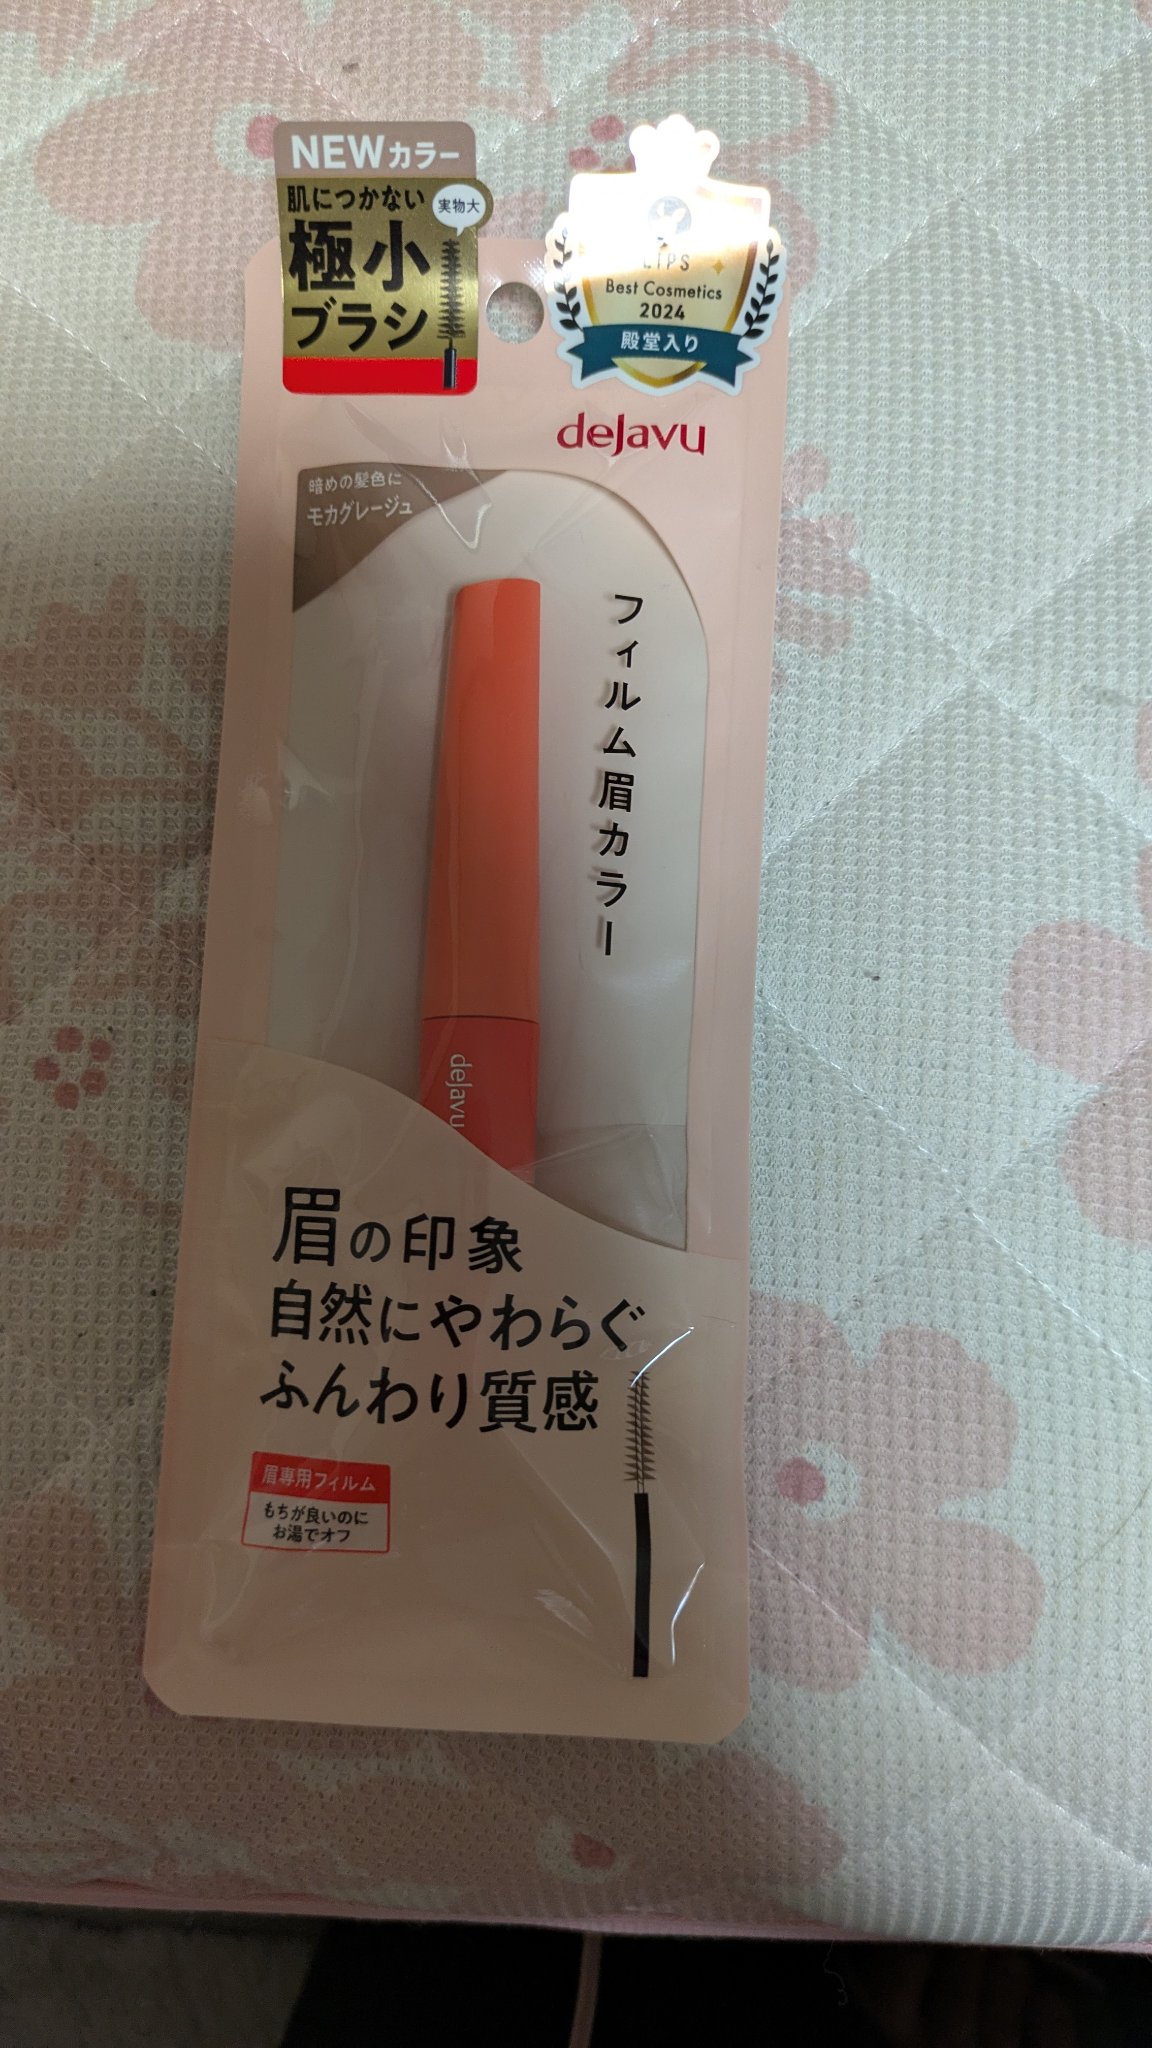 NEWカラー
肌につかない
実物大
極小
ブラシ
LIPS
Best Cosmetics
2024
殿堂入り
dejavu
暗めの髪色に
モカグレージュ
フィルム眉カラー
dejavu
眉の印象
自然にやわらぐ
ふんわり質感
眉専用フィルム
もちが良いのに
お湯でオフ